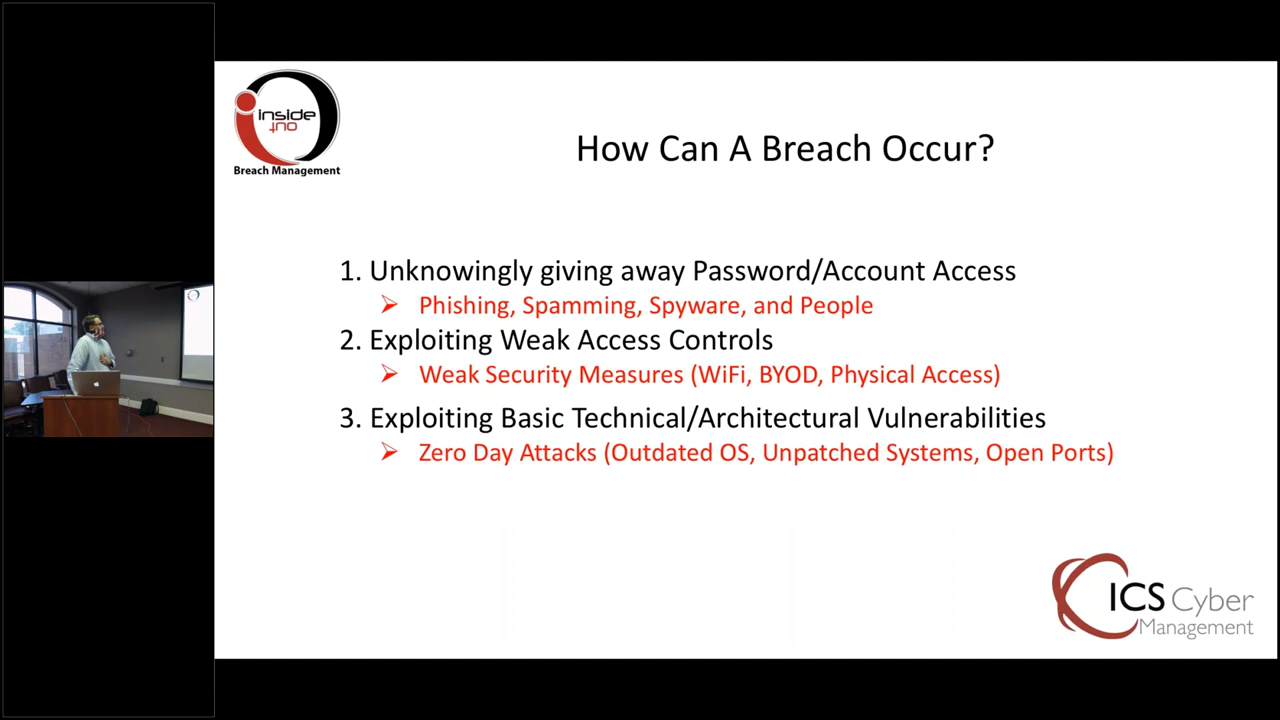 inside
out
Breach Management
How Can A Breach Occur?
1. Unknowingly giving away Password/Account Access
➢ Phishing, Spamming, Spyware, and People
2. Exploiting Weak Access Controls
➢ Weak Security Measures (WiFi, BYOD, Physical Access)
3. Exploiting Basic Technical/Architectural Vulnerabilities
➢ Zero Day Attacks (Outdated OS, Unpatched Systems, Open Ports)
ICS Cyber
Management